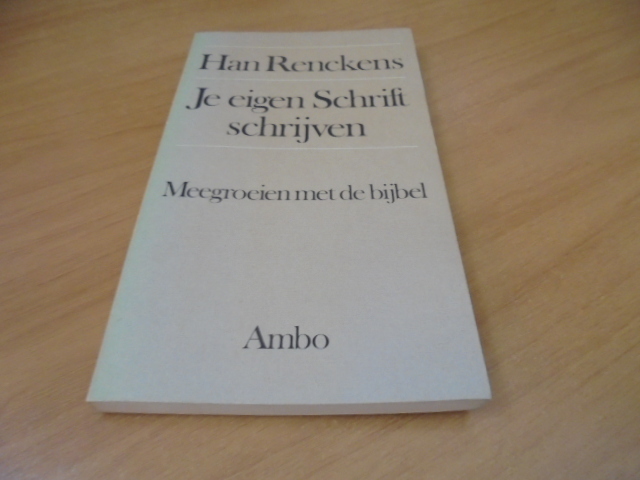 Han Renckens
Je eigen Schrift
schrijven
Meegroeien met de bijbel
Ambo